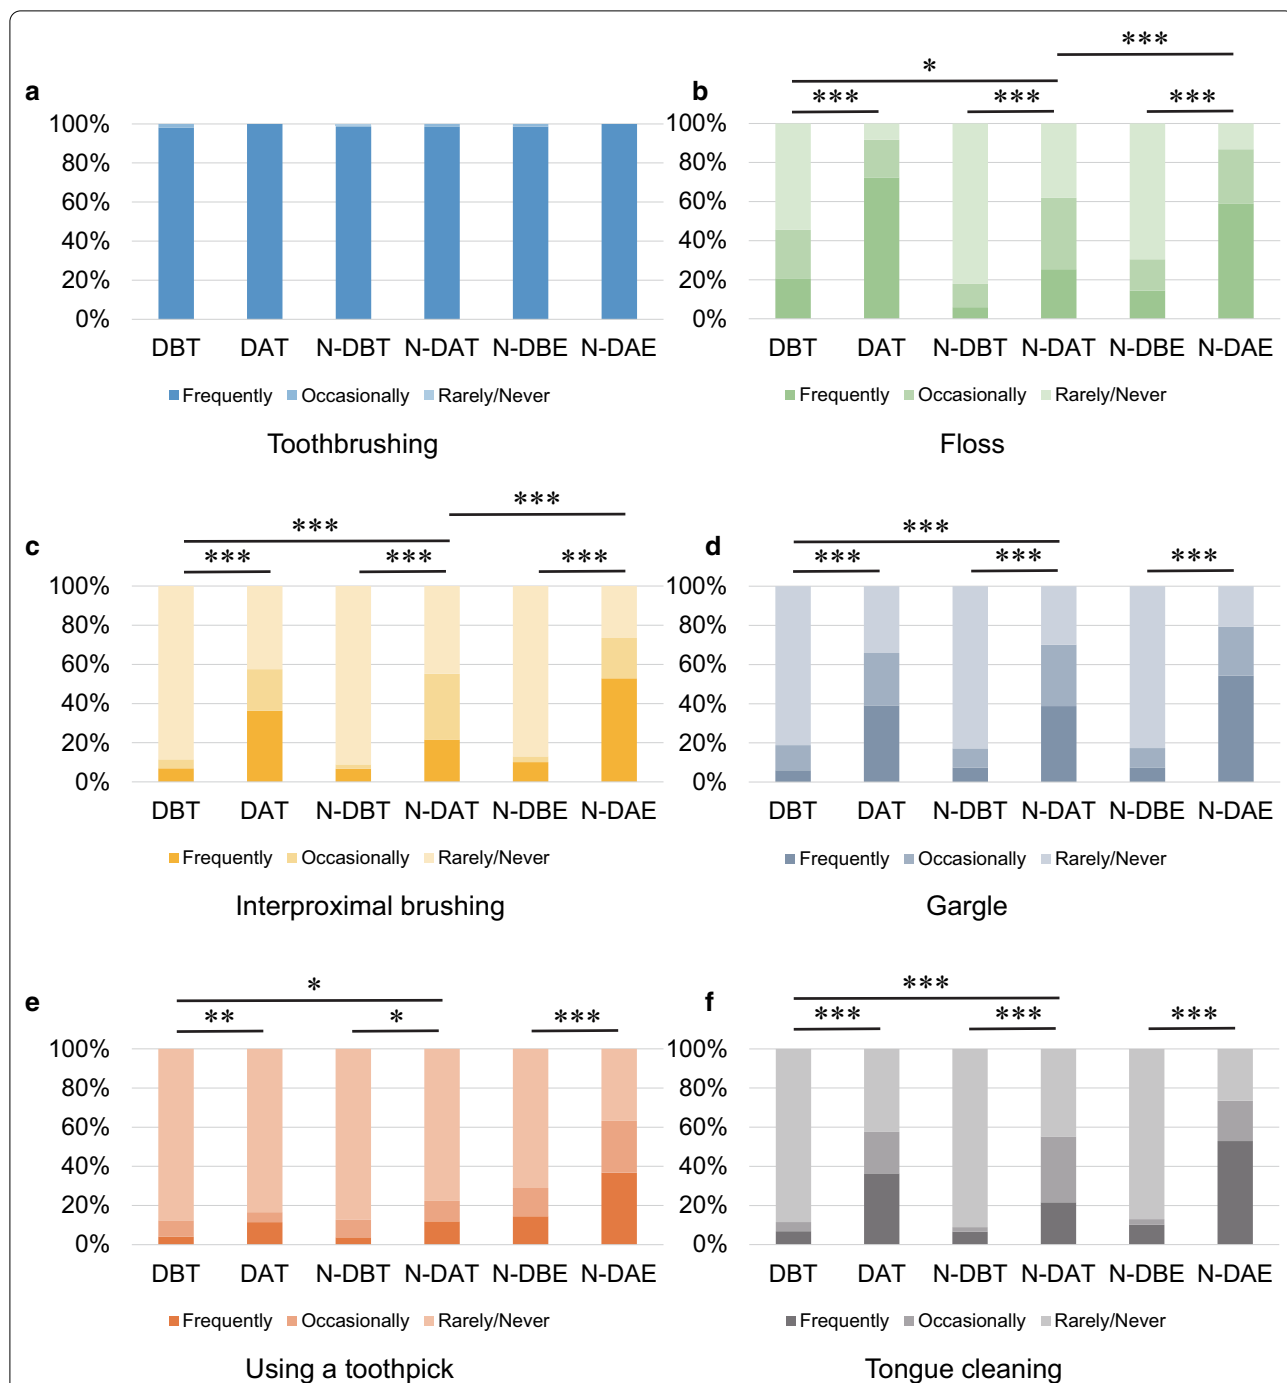 a
100%
80%
60%
40%
20%
0%
DBT DAT N-DBT N-DAT N-DBE N-DAE
Frequently Occasionally Rarely/Never
Toothbrushing
b
***
*
*** *** ***
100%
80%
60%
40%
20%
0%
DBT DAT N-DBT N-DAT N-DBE N-DAE
Frequently Occasionally Rarely/Never
Floss
c
***
***
*** *** ***
100%
80%
60%
40%
20%
0%
DBT DAT N-DBT N-DAT N-DBE N-DAE
Frequently Occasionally Rarely/Never
Interproximal brushing
d
***
*** *** ***
100%
80%
60%
40%
20%
0%
DBT DAT N-DBT N-DAT N-DBE N-DAE
Frequently Occasionally Rarely/Never
Gargle
e
*
** * ***
100%
80%
60%
40%
20%
0%
DBT DAT N-DBT N-DAT N-DBE N-DAE
Frequently Occasionally Rarely/Never
Using a toothpick
f
***
*** *** ***
100%
80%
60%
40%
20%
0%
DBT DAT N-DBT N-DAT N-DBE N-DAE
Frequently Occasionally Rarely/Never
Tongue cleaning